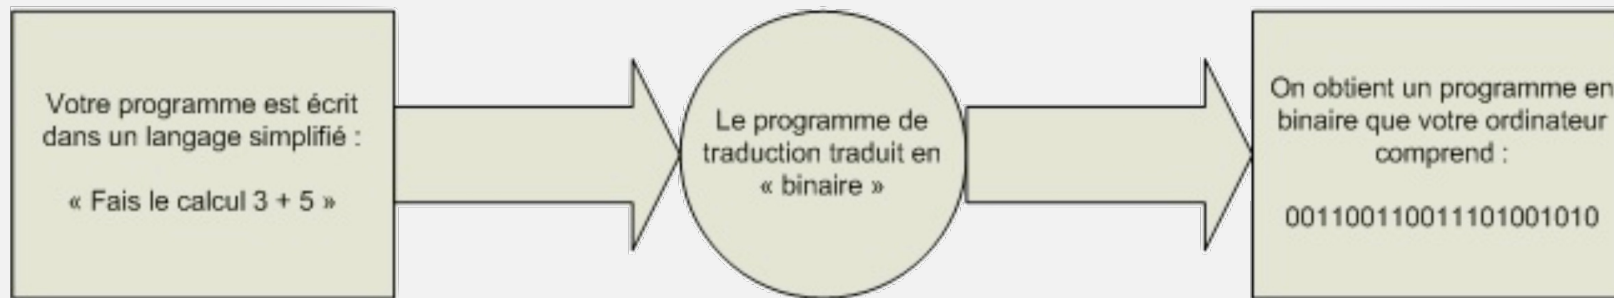 Votre programme est écrit
dans un langage simplifié :
« Fais le calcul 3 + 5 »
Le programme de
traduction traduit en
« binaire »
On obtient un programme en
binaire que votre ordinateur
comprend :
001100110011101001010